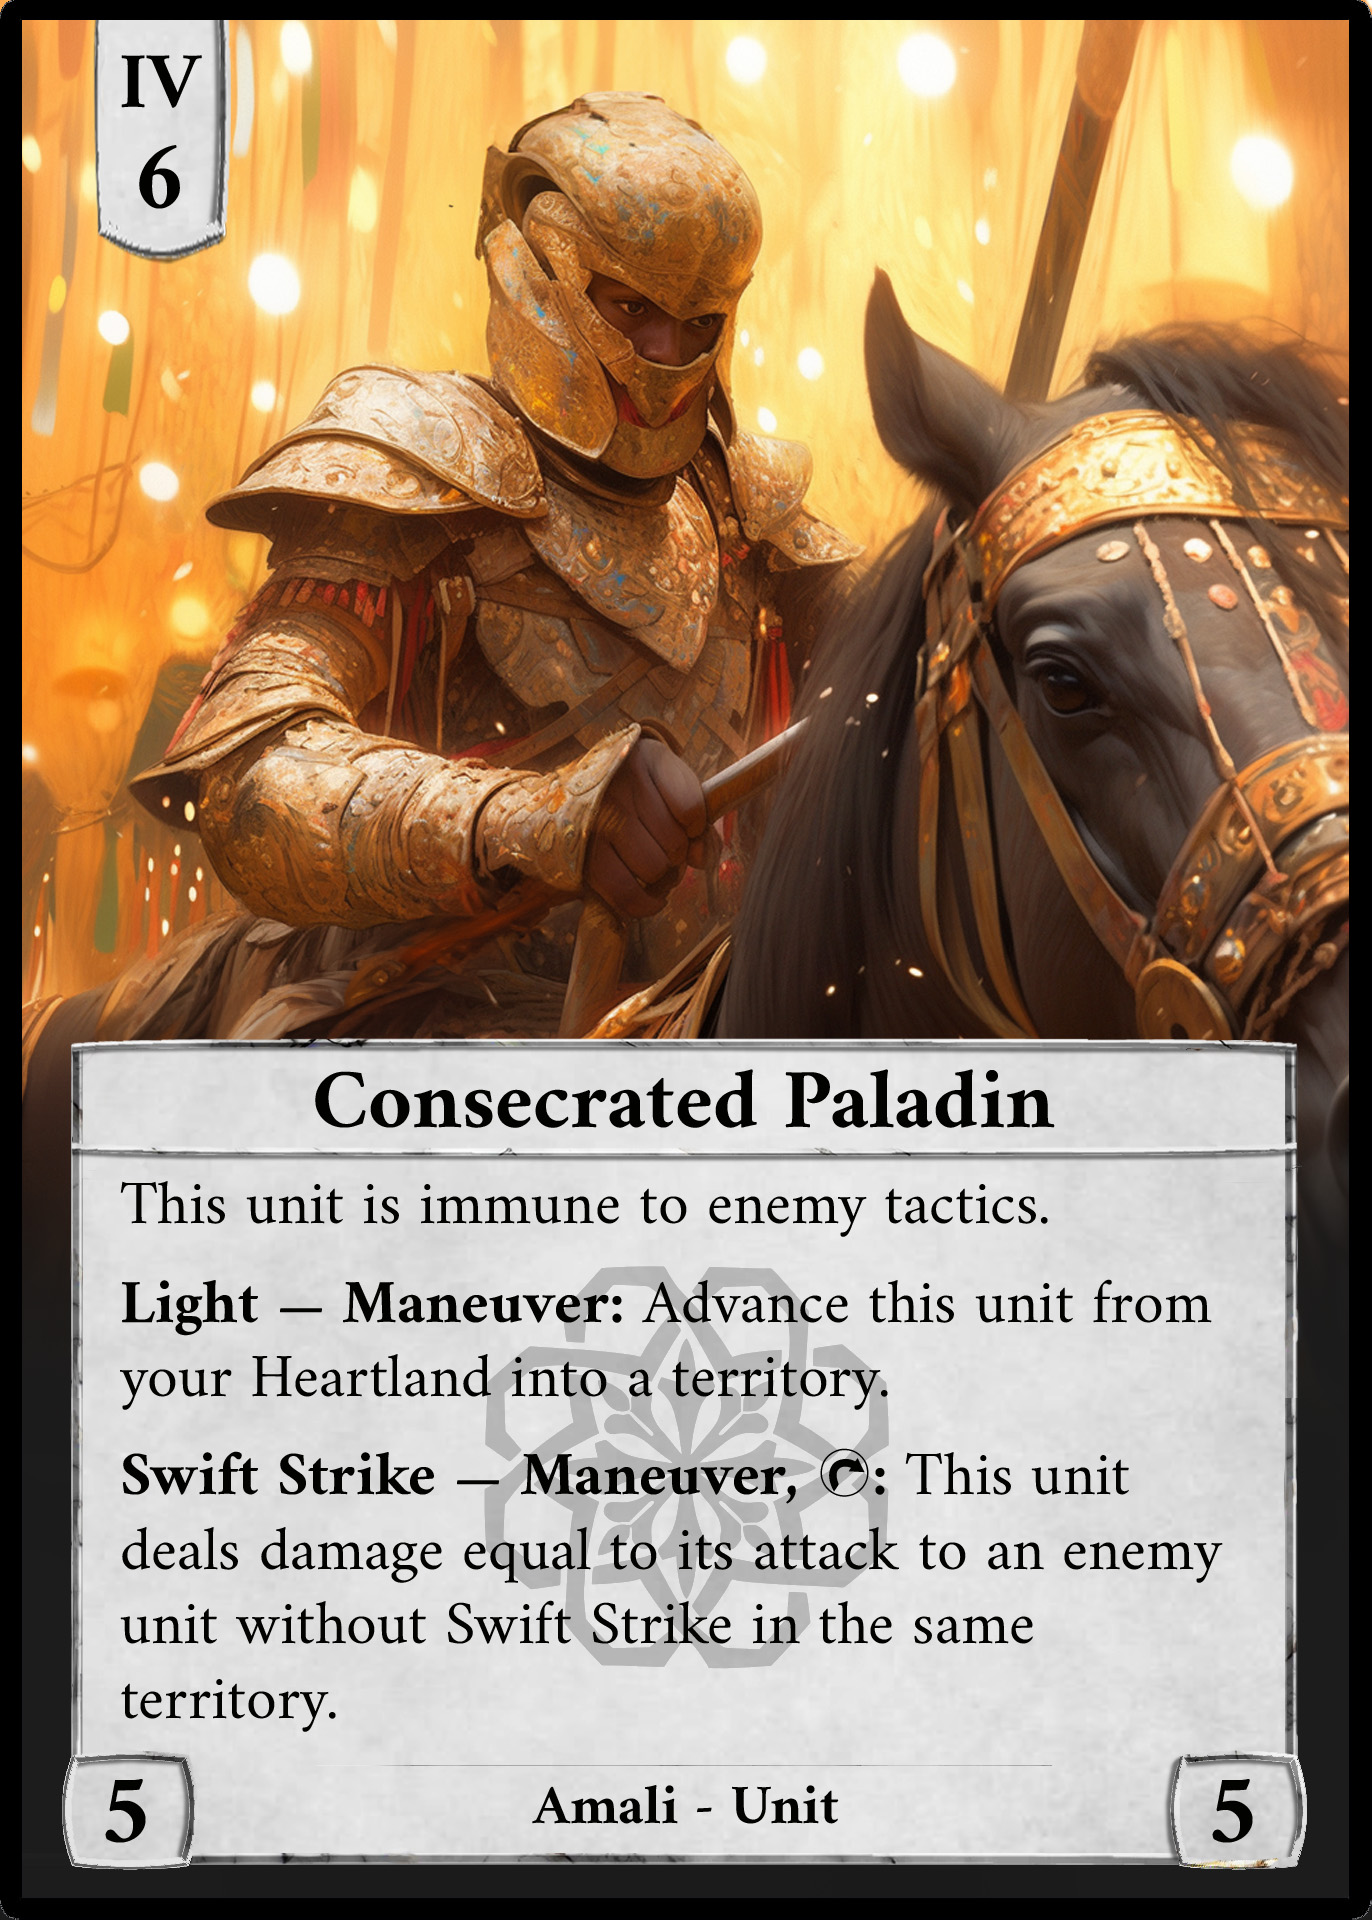 IV
6
Consecrated Paladin
This unit is immune to enemy tactics.
Light — Maneuver: Advance this unit from
your Heartland into a territory.
Swift Strike — Maneuver, : This unit
deals damage equal to its attack to an enemy
unit without Swift Strike in the same
territory.
5
Amali - Unit
5